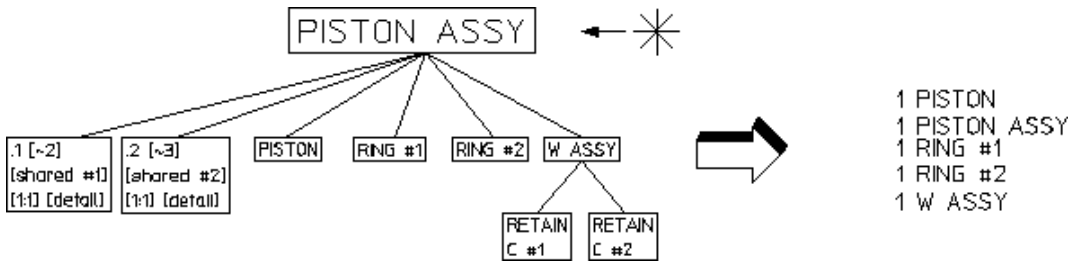 PISTON ASSY
.1 [~2]
[shared #1]
[1:1] [detail]
.2 [~3]
[shared #2]
[1:1] [detail]
PISTON
RING #1
RING #2
W ASSY
RETAIN
C #1
RETAIN
C #2
1 PISTON
1 PISTON ASSY
1 RING #1
1 RING #2
1 W ASSY